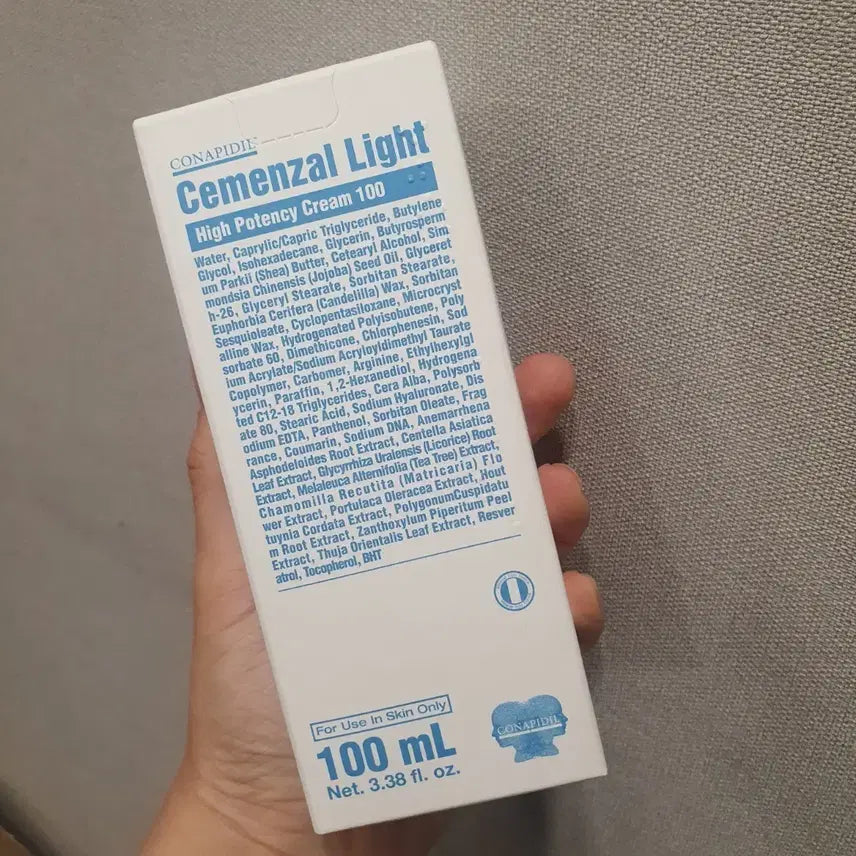 CONAPIDIL
Cemenzal Light
High Potency Cream 100
Water, Caprylic/Capric Triglyceride, Butylene
Glycol, Isohexadecane, Glycerin, Butyrosperm
um Parkii (Shea) Butter, Cetearyl Alcohol, Sim
mondsia Chinensis (Jojoba) Seed Oil, Glyceret
h-26, Glyceryl Stearate, Sorbitan Stearate,
Euphorbia Cerifera (Candelilla) Wax, Sorbitan
Sesquioleate, Cyclopentasiloxane, Microcryst
alline Wax, Hydrogenated Polyisobutene, Poly
sorbate 60, Dimethicone, Chlorphenesin, Sod
ium Acrylate/Sodium Acryloyldimethyl Taurate
Copolymer, Carbomer, Arginine, Ethylhexylgl
ycerin, Paraffin, 1,2-Hexanediol, Hydrogena
ted C12-18 Triglycerides, Cera Alba, Polysorb
ate 80, Stearic Acid, Sodium Hyaluronate, Dis
odium EDTA, Panthenol, Sorbitan Oleate, Frag
rance, Coumarin, Sodium DNA, Anemarrhena
Asphodeloides Root Extract, Centella Asiatica
Leaf Extract, Glycyrrhiza Uralensis (Licorice) Root
Extract, Melaleuca Alternifolia (Tea Tree) Extract,
Chamomilla Recutita (Matricaria) Flo
wer Extract, Portulaca Oleracea Extract, Hout
tuynia Cordata Extract, PolygonumCuspidatu
m Root Extract, Zanthoxylum Piperitum Peel
Extract, Thuja Orientalis Leaf Extract, Resver
atrol, Tocopherol, BHT
For Use In Skin Only
100 mL
Net. 3.38 fl. oz.
CONAPIDIL